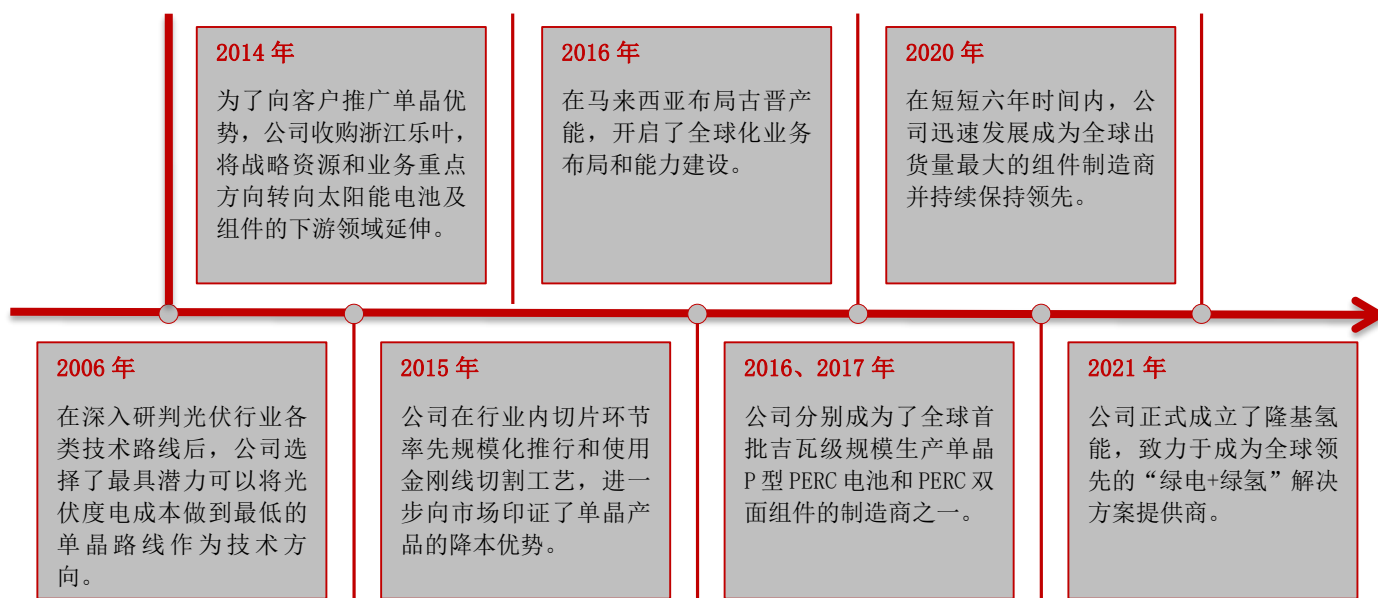 2014 年
为了向客户推广单晶优
势，公司收购浙江乐叶，
将战略资源和业务重点
方向转向太阳能电池及
组件的下游领域延伸。
2016 年
在马来西亚布局古晋产
能，开启了全球化业务
布局和能力建设。
2020 年
在短短六年时间内，公
司迅速发展成为全球出
货量最大的组件制造商
并持续保持领先。
2006 年
在深入研判光伏行业各
类技术路线后，公司选
择了最具潜力可以将光
伏度电成本做到最低的
单晶路线作为技术方
向。
2015 年
公司在行业内切片环节
率先规模化推行和使用
金刚线切割工艺，进一
步向市场印证了单晶产
品的降本优势。
2016、2017 年
公司分别成为了全球首
批吉瓦级规模生产单晶
P 型 PERC 电池和 PERC 双
面组件的制造商之一。
2021 年
公司正式成立了隆基氢
能，致力于成为全球领
先的“绿电+绿氢”解决
方案提供商。